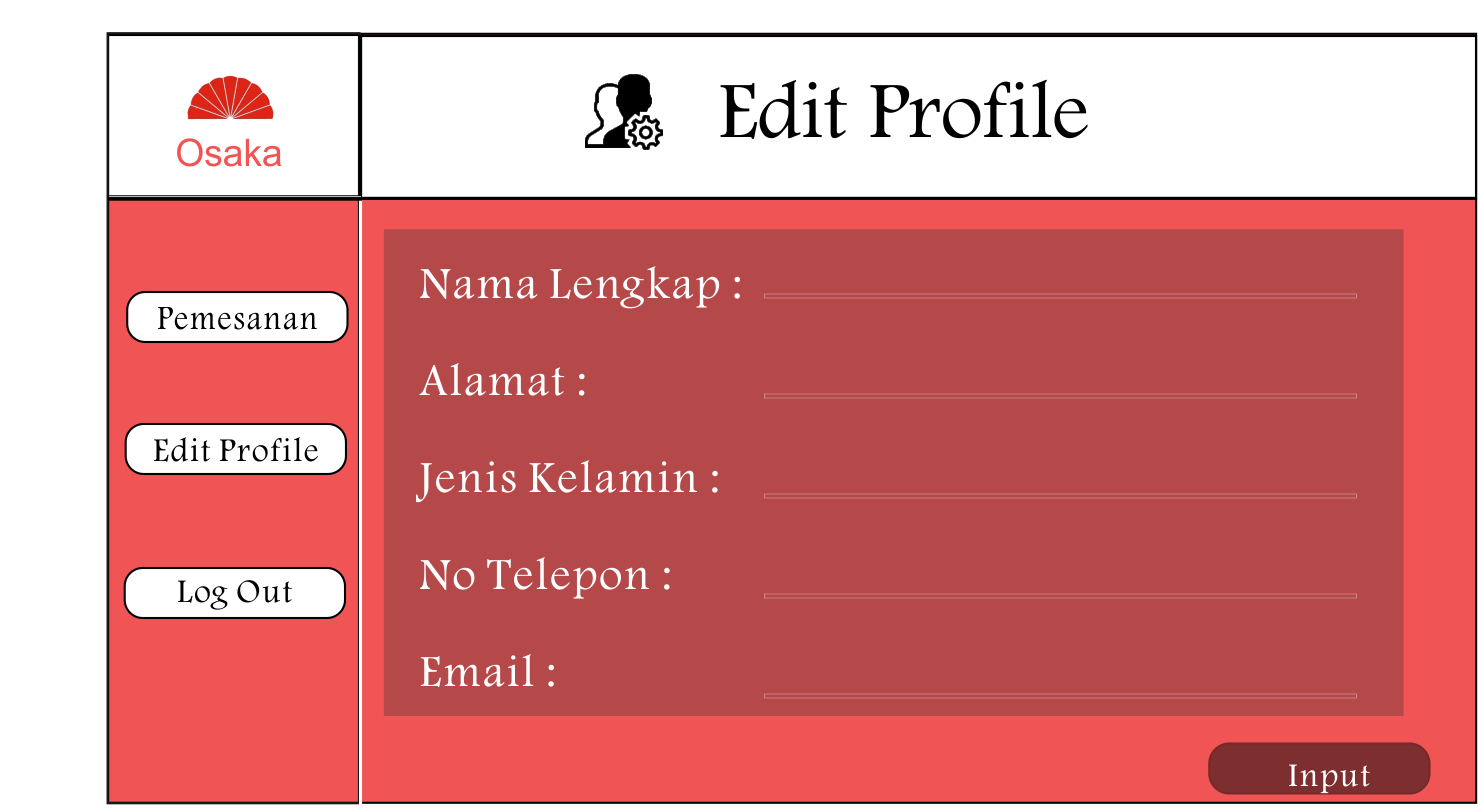 Osaka
Edit Profile
Pemesanan
Edit Profile
Log Out
Nama Lengkap :
Alamat :
Jenis Kelamin :
No Telepon :
Email :
Input